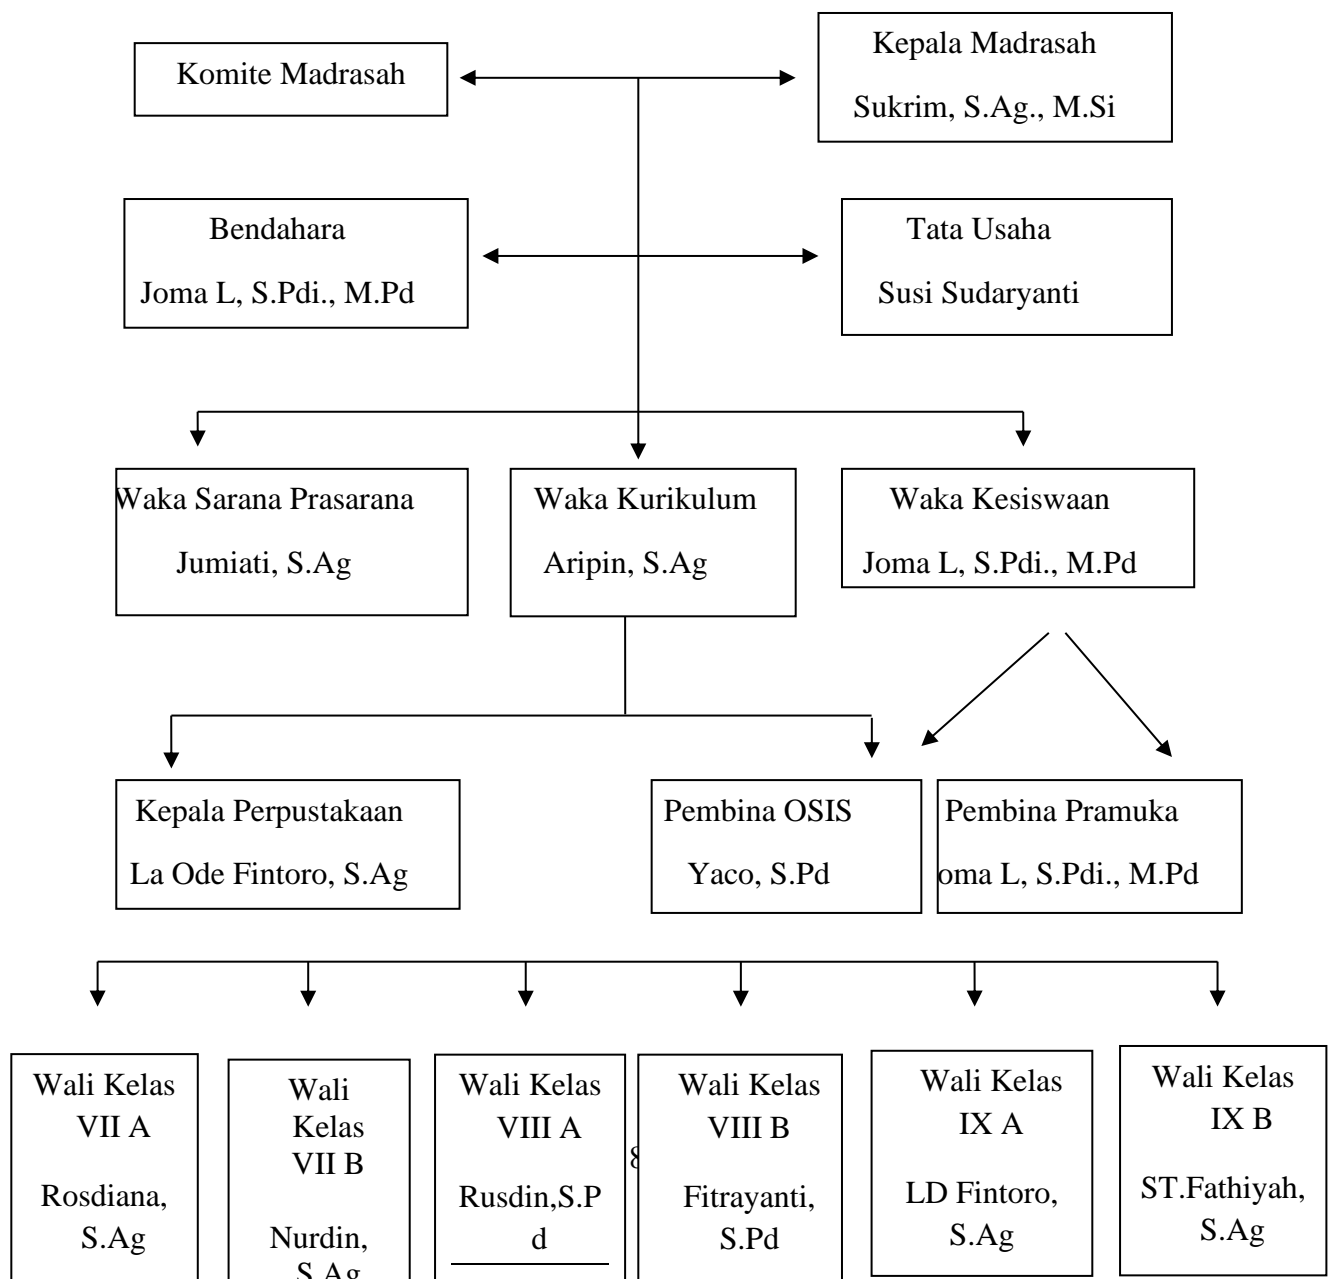 Komite Madrasah
Kepala Madrasah
Sukrim, S.Ag., M.Si
Bendahara
Joma L, S.Pdi., M.Pd
Tata Usaha
Susi Sudaryanti
Waka Sarana Prasarana
Jumiati, S.Ag
Waka Kurikulum
Aripin, S.Ag
Waka Kesiswaan
Joma L, S.Pdi., M.Pd
Kepala Perpustakaan
La Ode Fintoro, S.Ag
Pembina OSIS
Yaco, S.Pd
Pembina Pramuka
oma L, S.Pdi., M.Pd
Wali Kelas
VII A
Rosdiana,
S.Ag
Wali
Kelas
VII B
Nurdin,
S.Ag
Wali Kelas
VIII A
Rusdin,S.P
d
8
Wali Kelas
VIII B
Fitrayanti,
S.Pd
Wali Kelas
IX A
LD Fintoro,
S.Ag
Wali Kelas
IX B
ST.Fathiyah,
S.Ag